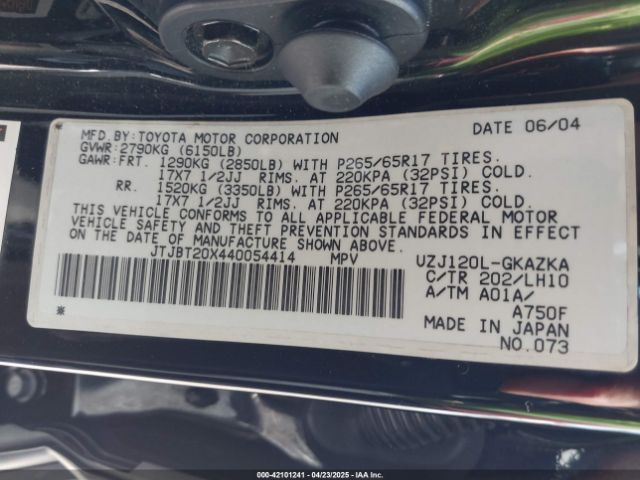 MFD.BY:TOYOTA MOTOR CORPORATION DATE 06/04
GVWR:2790KG (6150LB)
GAWR:FRT. 1290KG (2850LB) WITH P265/65R17 TIRES.
17X7 1/2JJ RIMS. AT 220KPA (32PSI) COLD.
RR. 1520KG (3350LB) WITH P265/65R17 TIRES.
17X7 1/2JJ RIMS. AT 220KPA (32PSI) COLD.
THIS VEHICLE CONFORMS TO ALL APPLICABLE FEDERAL MOTOR
VEHICLE SAFETY AND THEFT PREVENTION STANDARDS IN EFFECT
ON THE DATE OF MANUFACTURE SHOWN ABOVE.
JTJBT20X440054414 MPV VZJ120L-GKAZKA
C/TR 202/LH10
A/TM A01A/
A750F
MADE IN JAPAN
NO.073
000-42101241 - 04/23/2025 - IAA Inc.